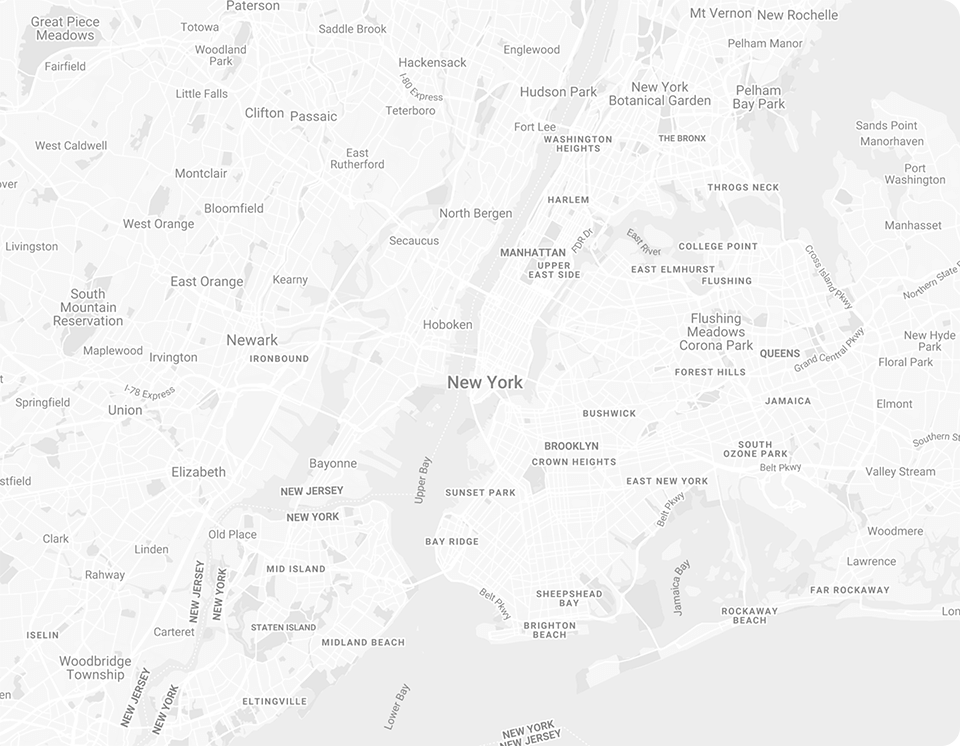 Paterson
Mt Vernon
New Rochelle
Great Piece
Meadows
Totowa
Saddle Brook
Pelham Manor
Woodland
Park
Englewood
Fairfield
Hackensack
I-80 Express
Little Falls
Hudson Park
New York
Botanical Garden
Pelham
Bay Park
Clifton
Passaic
Teterboro
Fort Lee
Sands Point
WASHINGTON
HEIGHTS
THE BRONX
Manorhaven
West Caldwell
East
Rutherford
Montclair
Port
Washington
over
THROGS NECK
HARLEM
Bloomfield
North Bergen
West Orange
Manhasset
Livingston
Secaucus
FDR Dr
East River
COLLEGE POINT
MANHATTAN
UPPER
EAST SIDE
EAST ELMHURST
FLUSHING
Cross Island Pkwy
Northern State
East Orange
Kearny
South
Mountain
Reservation
Hoboken
Flushing
Meadows
Corona Park
Newark
New Hyde
Park
Maplewood
Irvington
IRONBOUND
QUEENS
Grand Central Pkwy
Floral Park
FOREST HILLS
New York
I-78 Express
Springfield
Union
BUSHWICK
JAMAICA
Elmont
Southern St
BROOKLYN
CROWN HEIGHTS
SOUTH
OZONE PARK
Belt Pkwy
Valley Stream
Elizabeth
Bayonne
Upper Bay
stfield
EAST NEW YORK
NEW JERSEY
NEW YORK
SUNSET PARK
Belt Pkwy
Old Place
Woodmere
Clark
Linden
BAY RIDGE
Lawrence
Rahway
MID ISLAND
NEW JERSEY
NEW YORK
Jamaica Bay
FAR ROCKAWAY
Belt Pkwy
SHEEPSHEAD
BAY
ROCKAWAY
BEACH
Lon
ISELIN
Carteret
STATEN ISLAND
BRIGHTON
BEACH
MIDLAND BEACH
Woodbridge
Township
en
NEW JERSEY
NEW YORK
ELTINGVILLE
Lower Bay
NEW YORK
NEW JERSEY